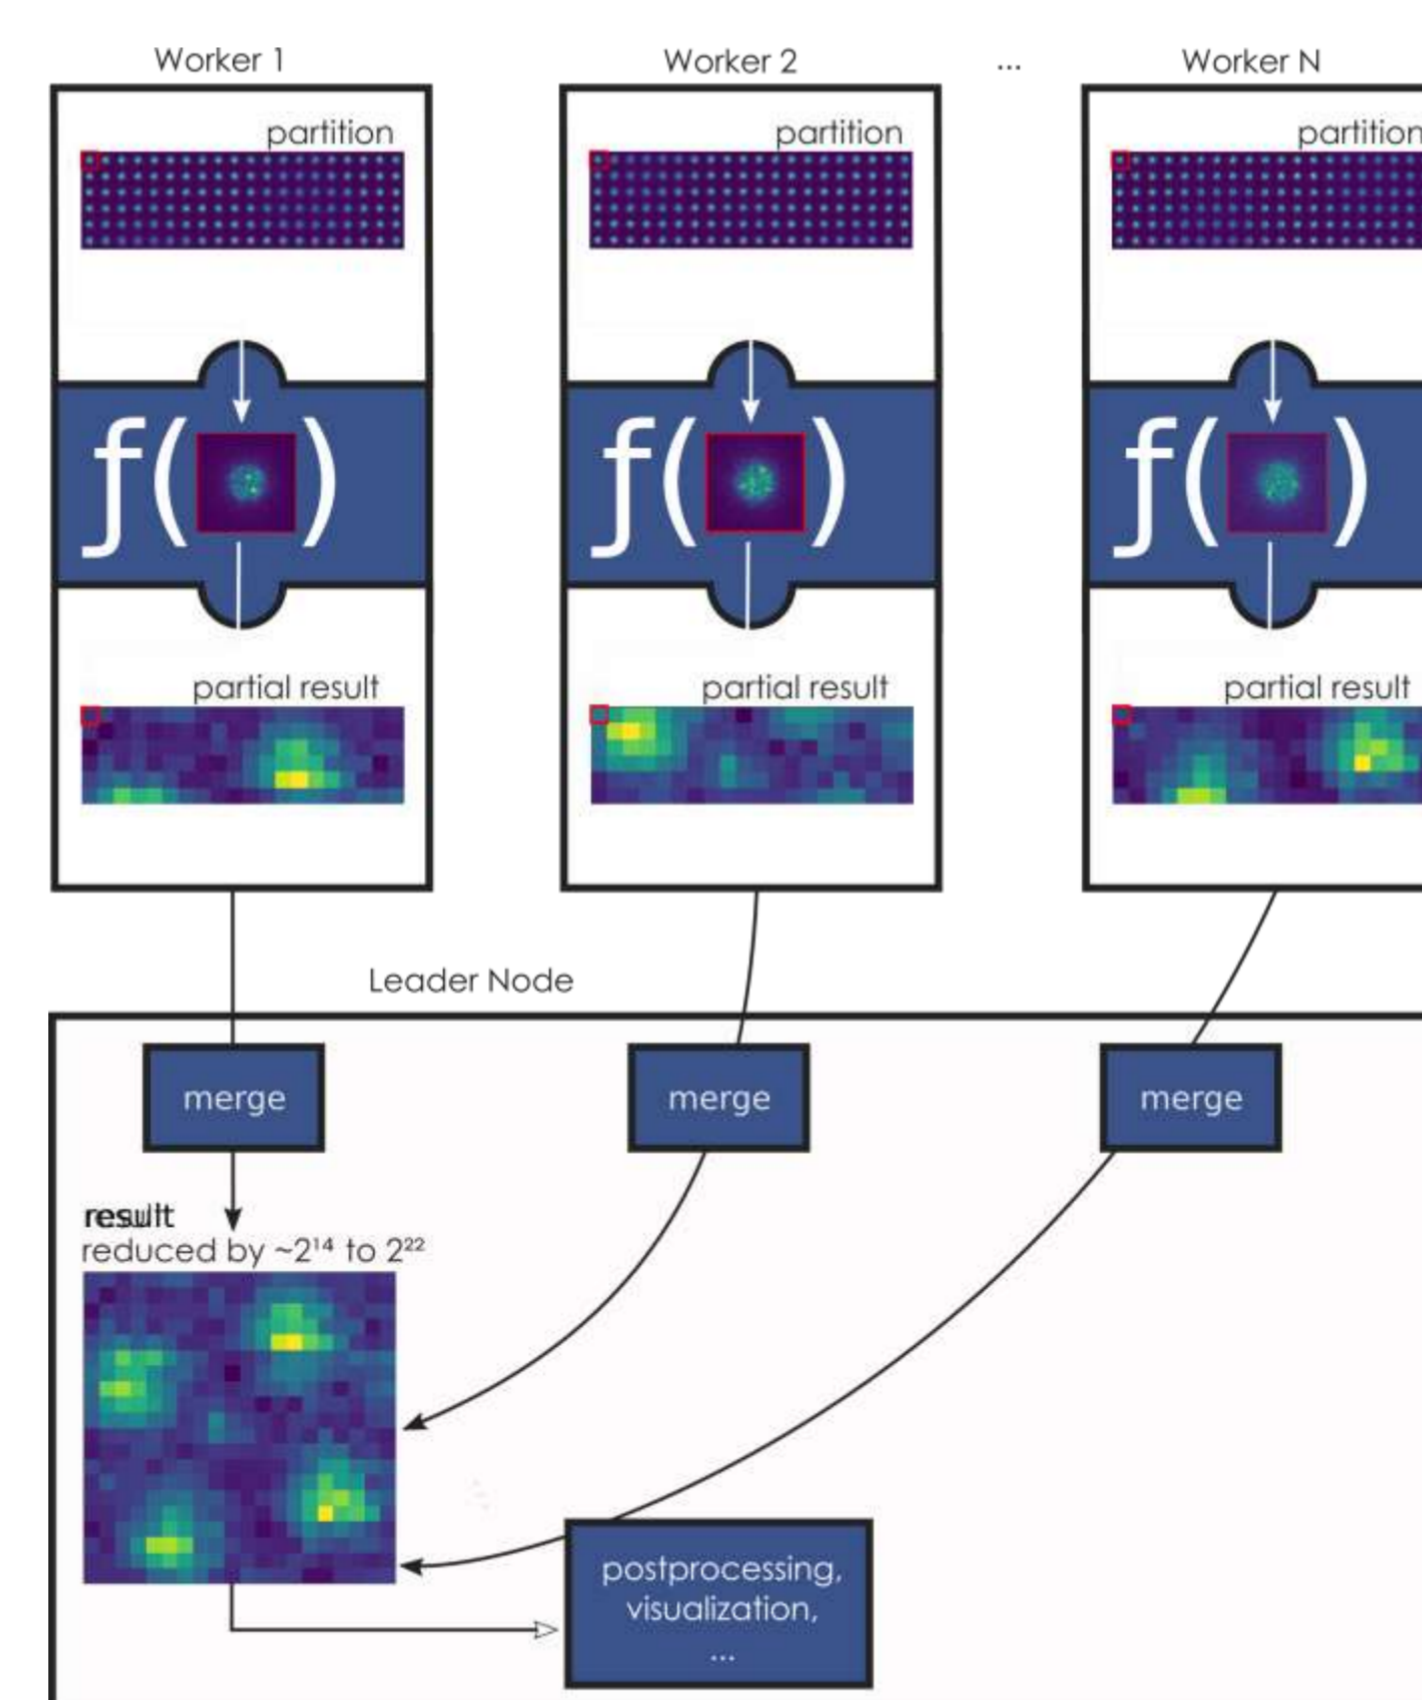 Worker 1
Worker 2
...
Worker N
partition
partition
partition
ƒ( )
ƒ( )
ƒ( )
partial result
partial result
partial result
Leader Node
merge
merge
merge
result
reduced by ~2¹⁴ to 2²²
postprocessing,
visualization,
...